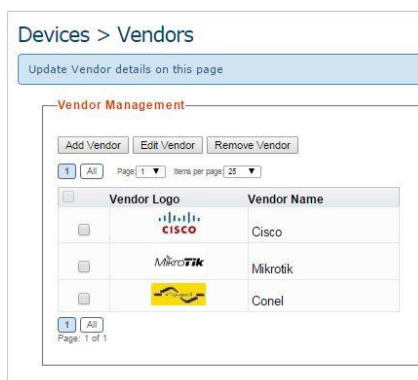 Devices > Vendors
Update Vendor details on this page
Vendor Management
Add Vendor Edit Vendor Remove Vendor
1 All Page: 1 Items per page: 25
Vendor Logo Vendor Name
CISCO Cisco
MikroTik Mikrotik
Conel Conel
1 All
Page: 1 of 1